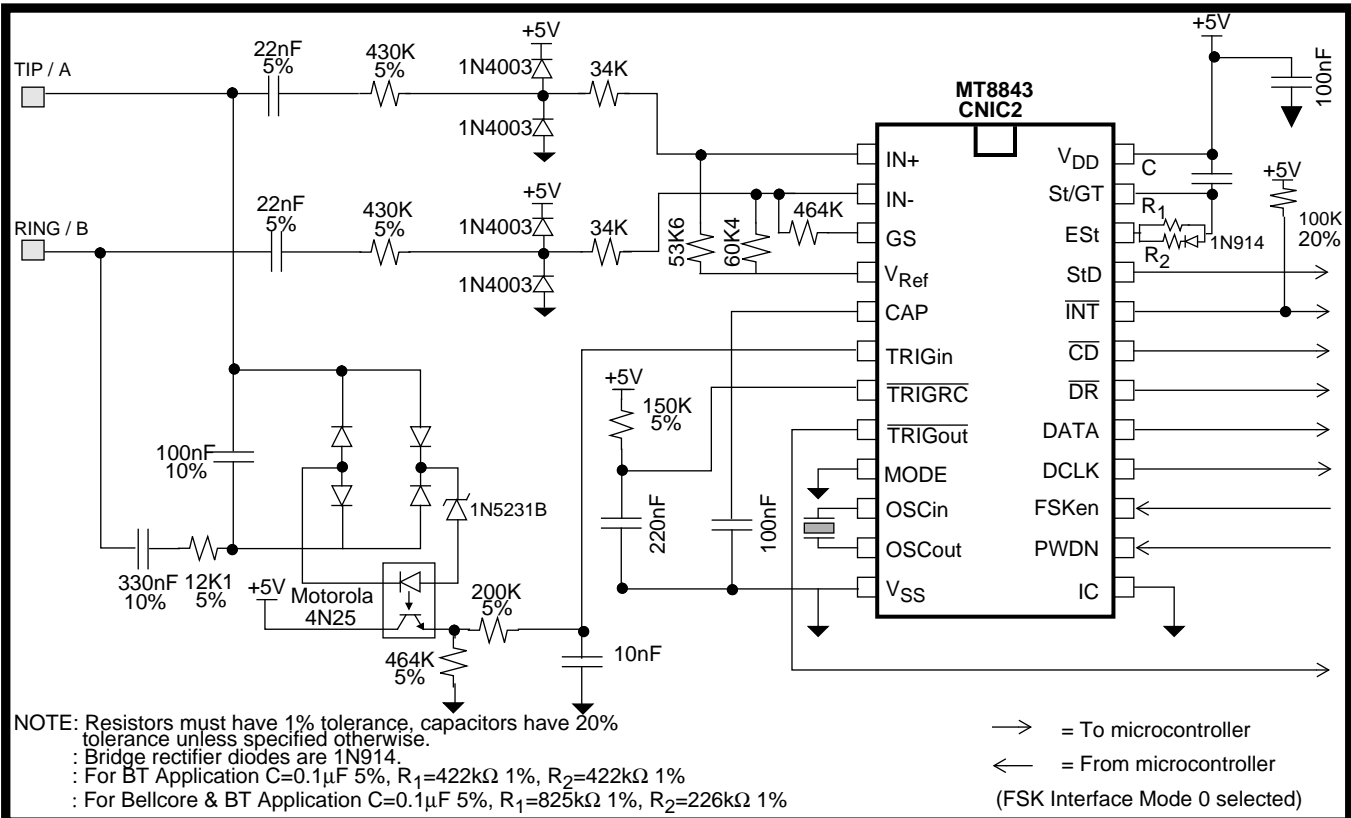 +5V
+5V
22nF
5%
430K
5%
TIP / A
1N4003
34K
100nF
MT8843
CNIC2
1N4003
IN+
VDD
C
+5V
22nF
5%
430K
5%
+5V
IN-
St/GT
RING / B
1N4003
34K
464K
R1
100K
20%
GS
ESt
1N914
53K6
60K4
R2
1N4003
VRef
StD
CAP
INT
TRIGin
CD
+5V
150K
5%
TRIGRC
DR
TRIGout
DATA
100nF
10%
MODE
DCLK
1N5231B
220nF
100nF
OSCin
FSKen
OSCout
PWDN
330nF
10%
12K1
5%
+5V
Motorola
4N25
200K
5%
VSS
IC
464K
5%
10nF
NOTE: Resistors must have 1% tolerance, capacitors have 20%
tolerance unless specified otherwise.
: Bridge rectifier diodes are 1N914.
: For BT Application C=0.1µF 5%, R1=422kΩ 1%, R2=422kΩ 1%
: For Bellcore & BT Application C=0.1µF 5%, R1=825kΩ 1%, R2=226kΩ 1%
= To microcontroller
= From microcontroller
(FSK Interface Mode 0 selected)